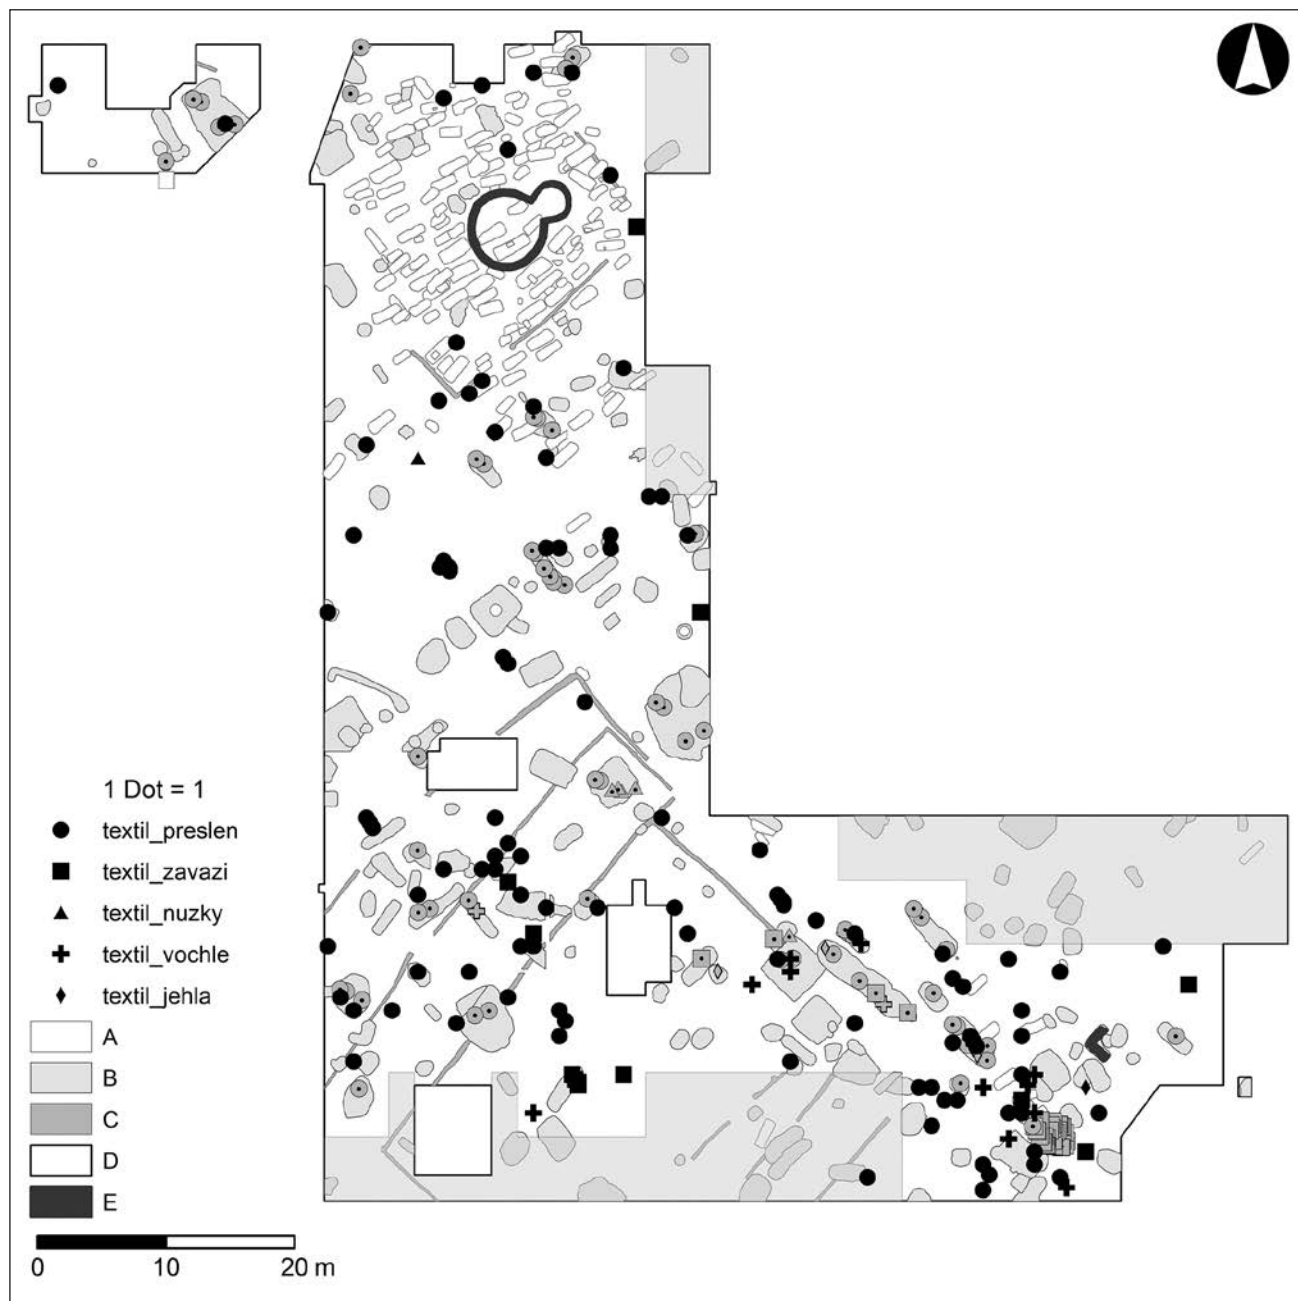 1 Dot = 1
textil_preslen
textil_zavazi
textil_nuzky
textil_vochle
textil_jehla
A
B
C
D
E
0 10 20 m